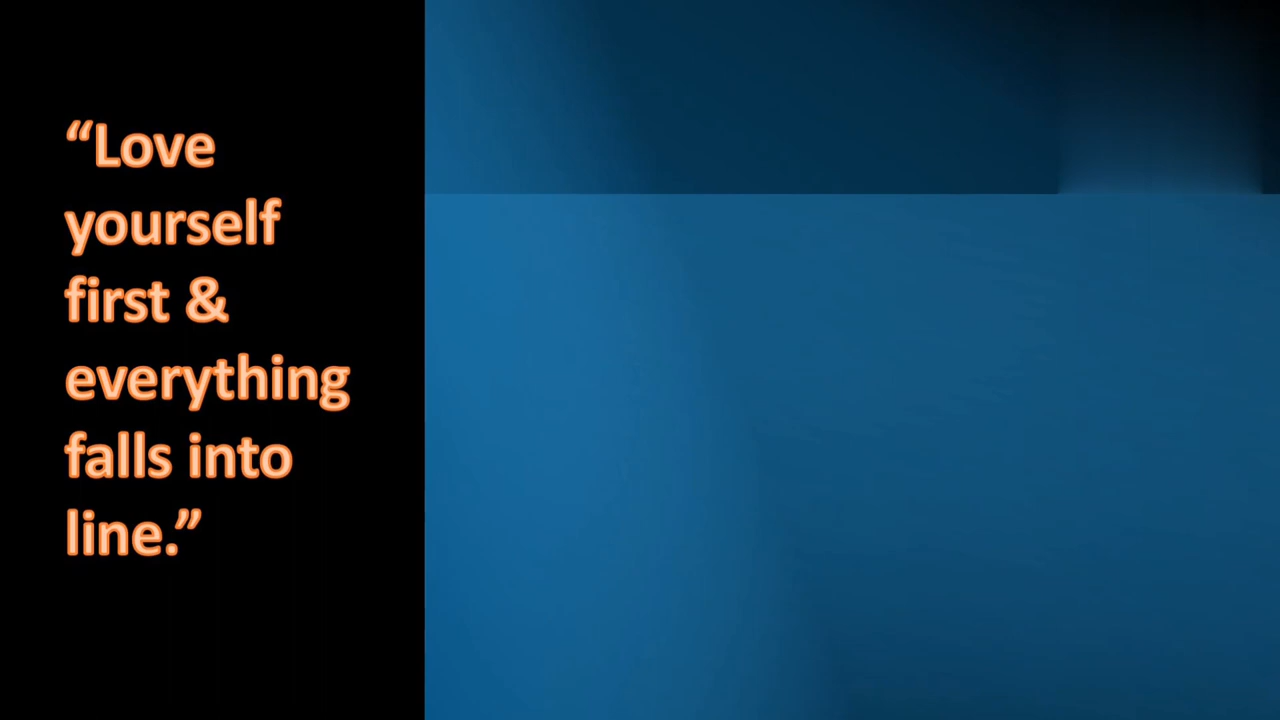 “Love
yourself
first &
everything
falls into
line.”